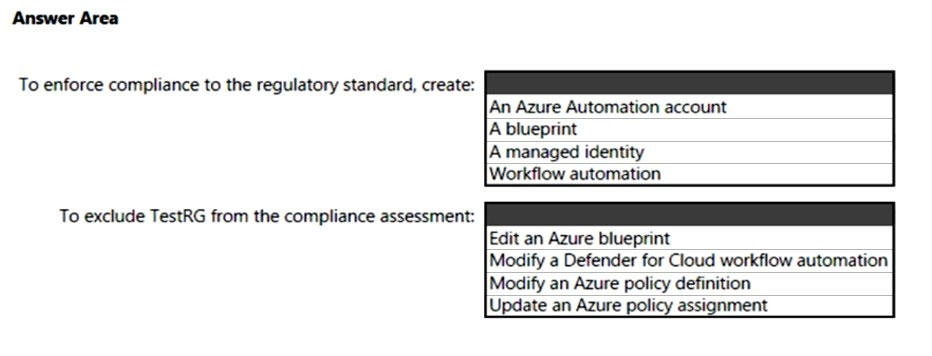 Answer Area
To enforce compliance to the regulatory standard, create:
An Azure Automation account
A blueprint
A managed identity
Workflow automation
To exclude TestRG from the compliance assessment:
Edit an Azure blueprint
Modify a Defender for Cloud workflow automation
Modify an Azure policy definition
Update an Azure policy assignment